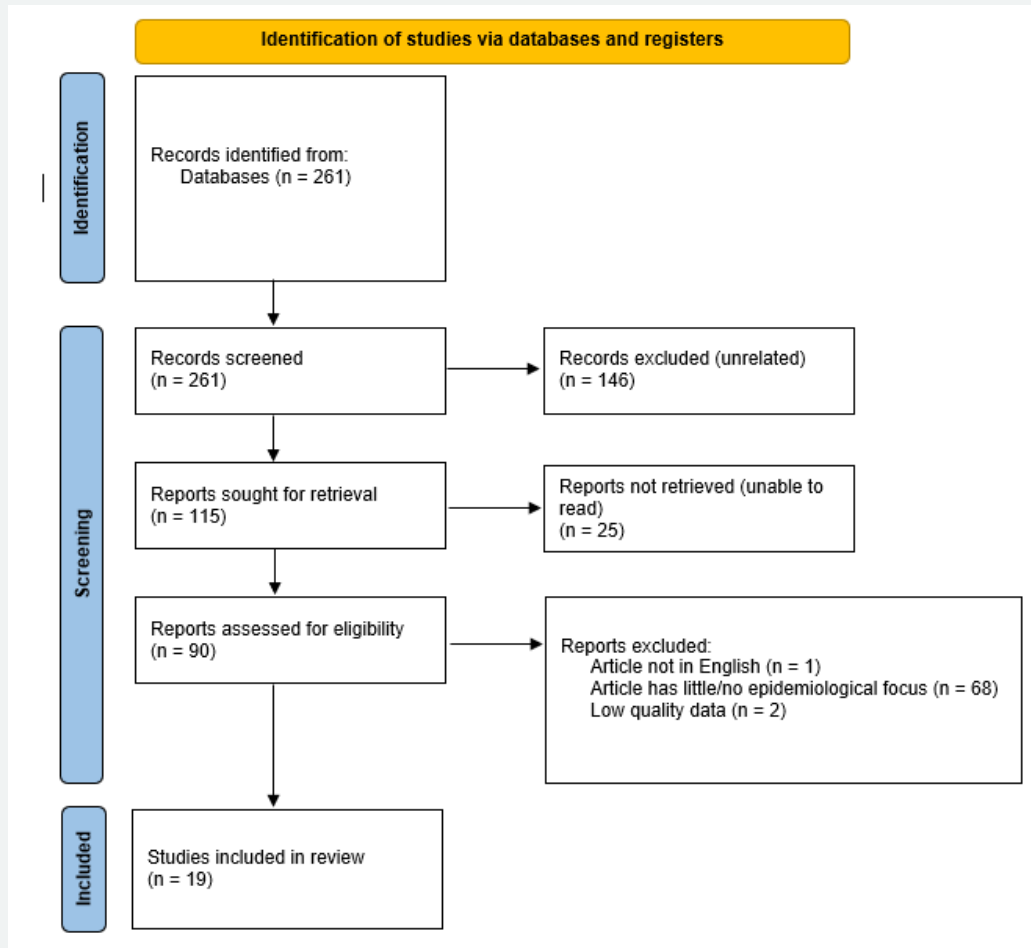 Identification of studies via databases and registers
Identification
Records identified from:
Databases (n = 261)
Screening
Records screened
(n = 261)
Records excluded (unrelated)
(n = 146)
Reports sought for retrieval
(n = 115)
Reports not retrieved (unable to
read)
(n = 25)
Reports assessed for eligibility
(n = 90)
Reports excluded:
Article not in English (n = 1)
Article has little/no epidemiological focus (n = 68)
Low quality data (n = 2)
Included
Studies included in review
(n = 19)